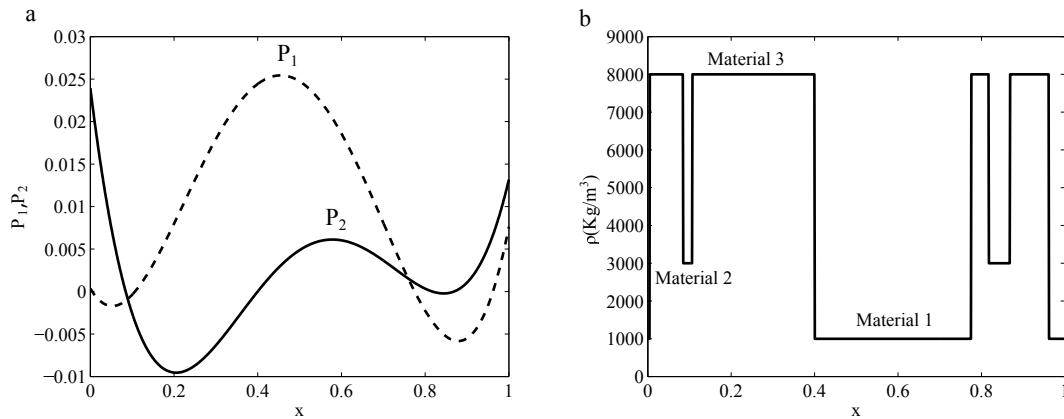 a
0.03
0.025
0.02
0.015
0.01
0.005
0
−0.005
−0.01
P1,P2
P1
P2
0 0.2 0.4 0.6 0.8 1
x
b
9000
8000
7000
6000
5000
4000
3000
2000
1000
0
ρ(Kg/m³)
Material 3
Material 2
Material 1
0 0.2 0.4 0.6 0.8 1
x